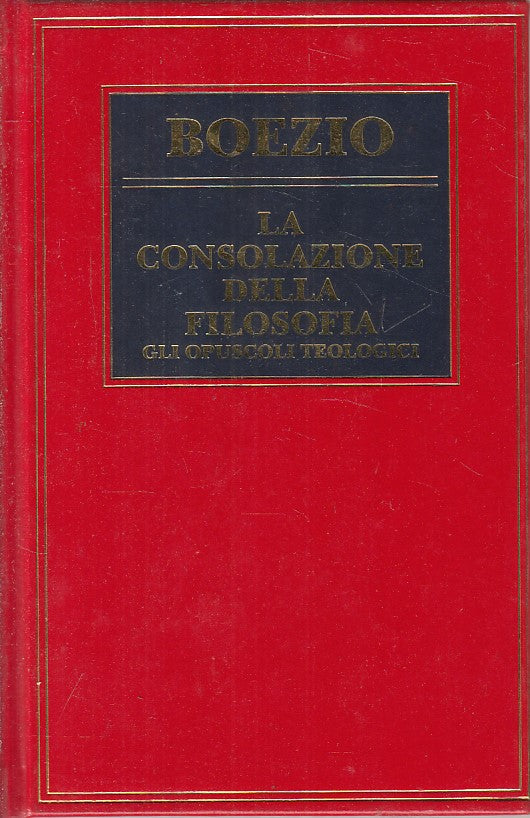 BOEZIO
LA
CONSOLAZIONE
DELLA
FILOSOFIA
GLI OPUSCOLI TEOLOGICI